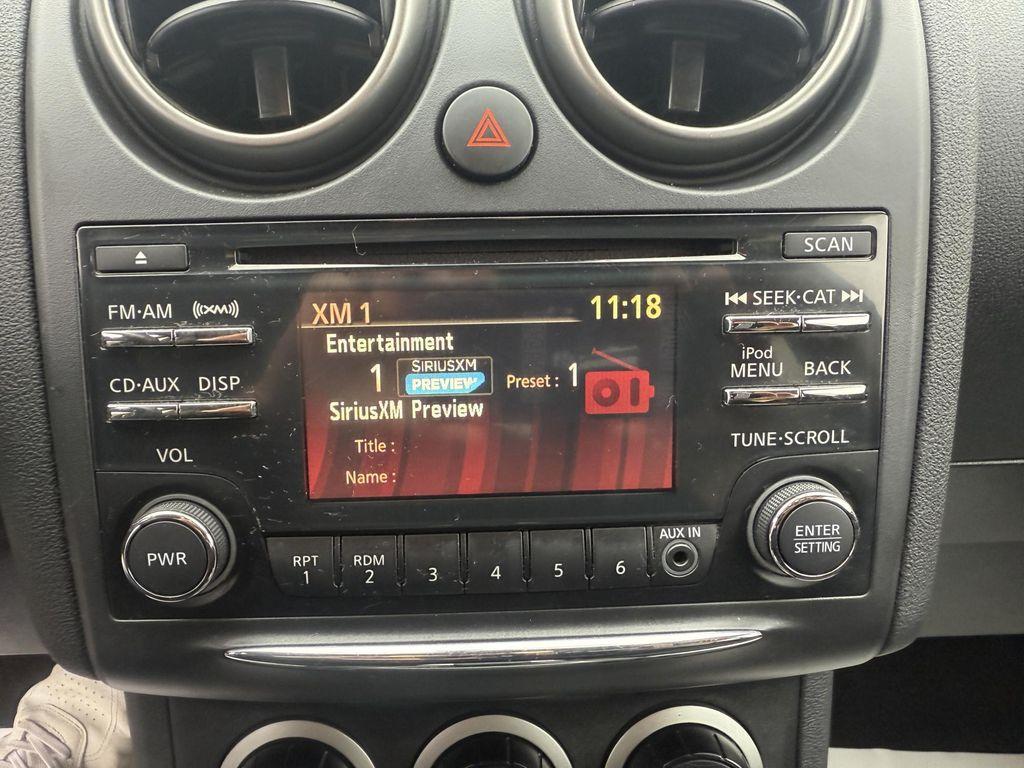 SCAN
FM·AM
((XM))
SEEK·CAT
CD·AUX
DISP
iPod
MENU
BACK
VOL
TUNE·SCROLL
XM 1
11:18
Entertainment
1
SIRIUSXM
PREVIEW
Preset : 1
SiriusXM Preview
Title :
Name :
PWR
RPT
1
RDM
2
3
4
5
6
AUX IN
ENTER
SETTING